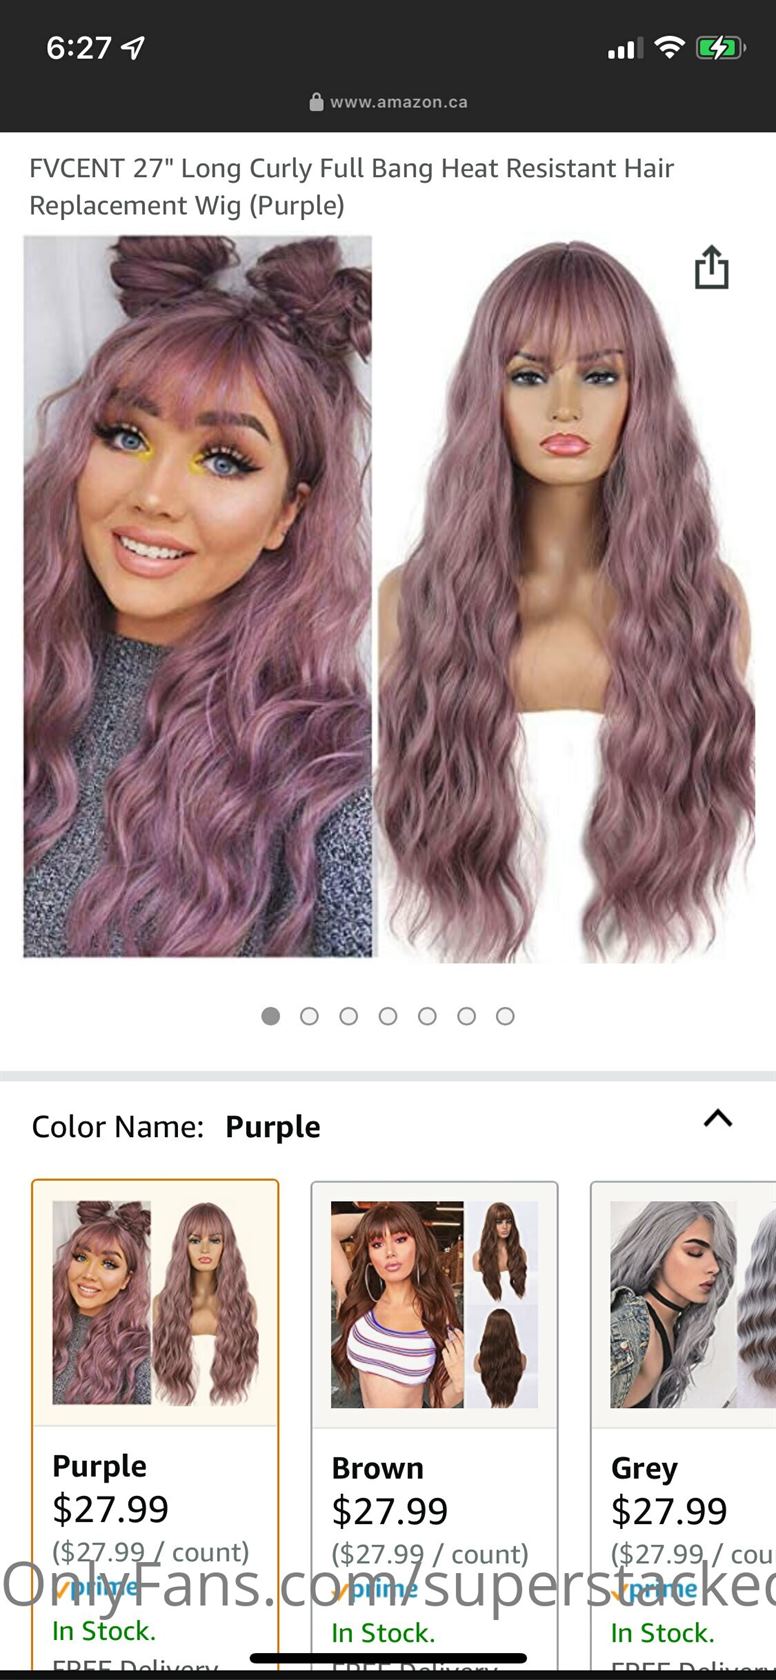 6:27
www.amazon.ca
FVCENT 27" Long Curly Full Bang Heat Resistant Hair
Replacement Wig (Purple)
Color Name: Purple
Purple
$27.99
($27.99 / count)
prime
In Stock.
FREE Delivery
Brown
$27.99
($27.99 / count)
prime
In Stock.
FREE Delivery
Grey
$27.99
($27.99 / cou
prime
In Stock.
FREE Deliver
OnlyFans.com/superstacked